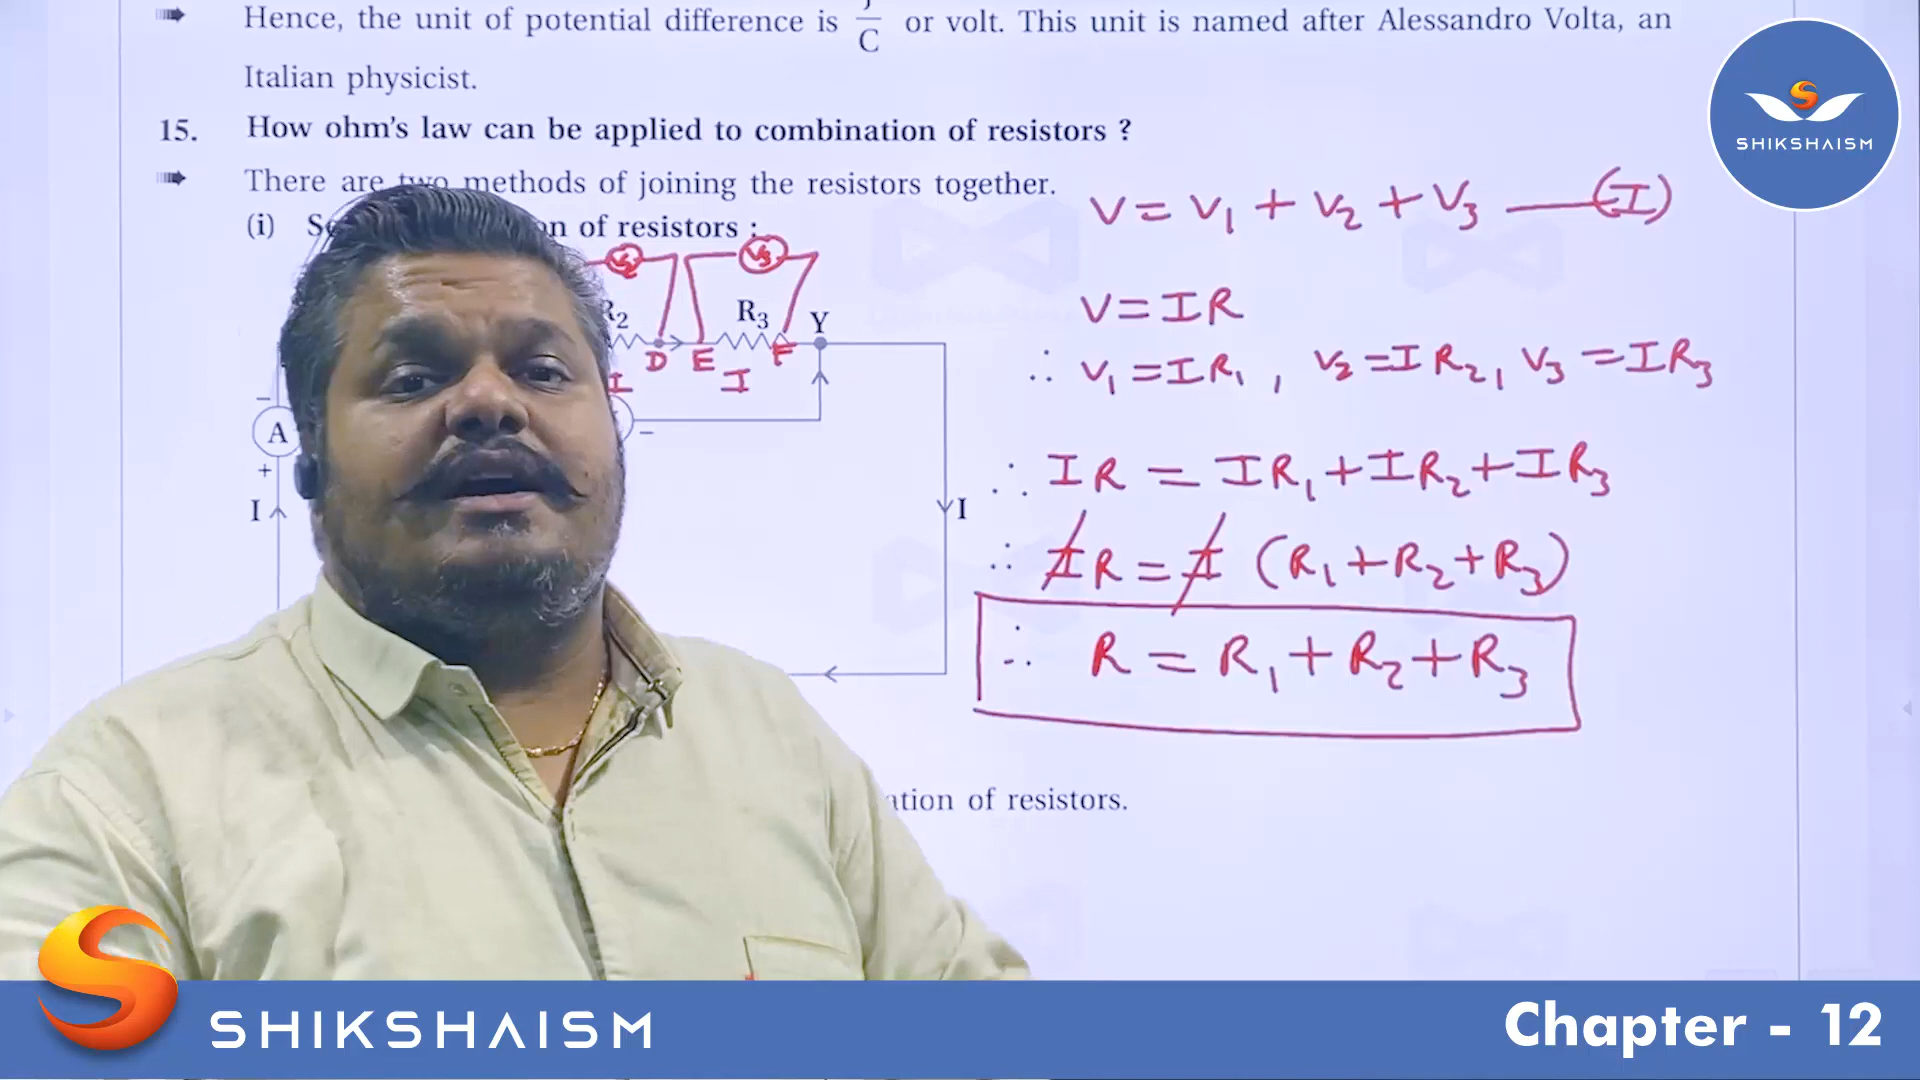 Hence, the unit of potential difference is J/C or volt. This unit is named after Alessandro Volta, an
Italian physicist.
SHIKSHAISM
15. How ohm's law can be applied to combination of resistors ?
There are two methods of joining the resistors together.
(i) of resistors :
V2 V3
R2 R3 Y
D E F
I I
A
−
+
−
I
I
V = V1 + V2 + V3 — (I)
V = IR
∴ V1 = IR1 , V2 = IR2, V3 = IR3
∴ IR = IR1 + IR2 + IR3
∴ IR = I (R1 + R2 + R3)
∴ R = R1 + R2 + R3
of resistors.
SHIKSHAISM
Chapter - 12